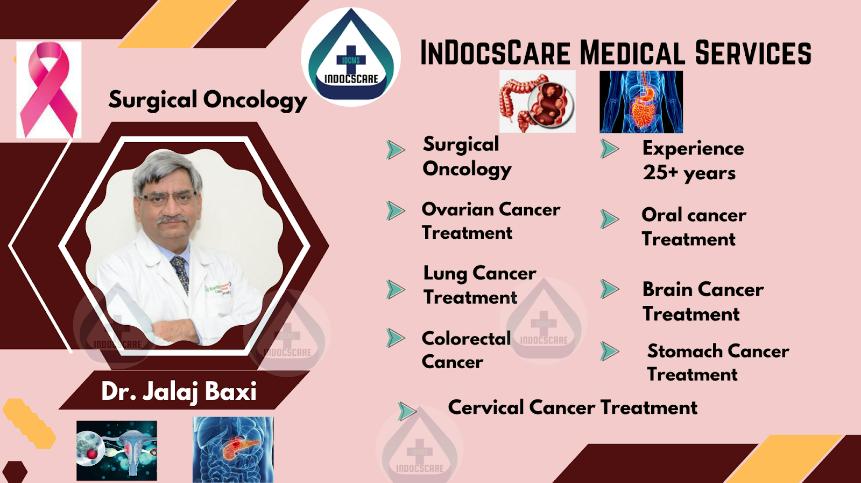 InDocsCare Medical Services
IDCMS
INDOCSCARE
Surgical Oncology
Dr. Jalaj Baxi
Surgical
Oncology
Ovarian Cancer
Treatment
Lung Cancer
Treatment
Colorectal
Cancer
Experience
25+ years
Oral cancer
Treatment
Brain Cancer
Treatment
Stomach Cancer
Treatment
Cervical Cancer Treatment
INDOCSCARE
INDOCSCARE
INDOCSCARE
INDOCSCARE